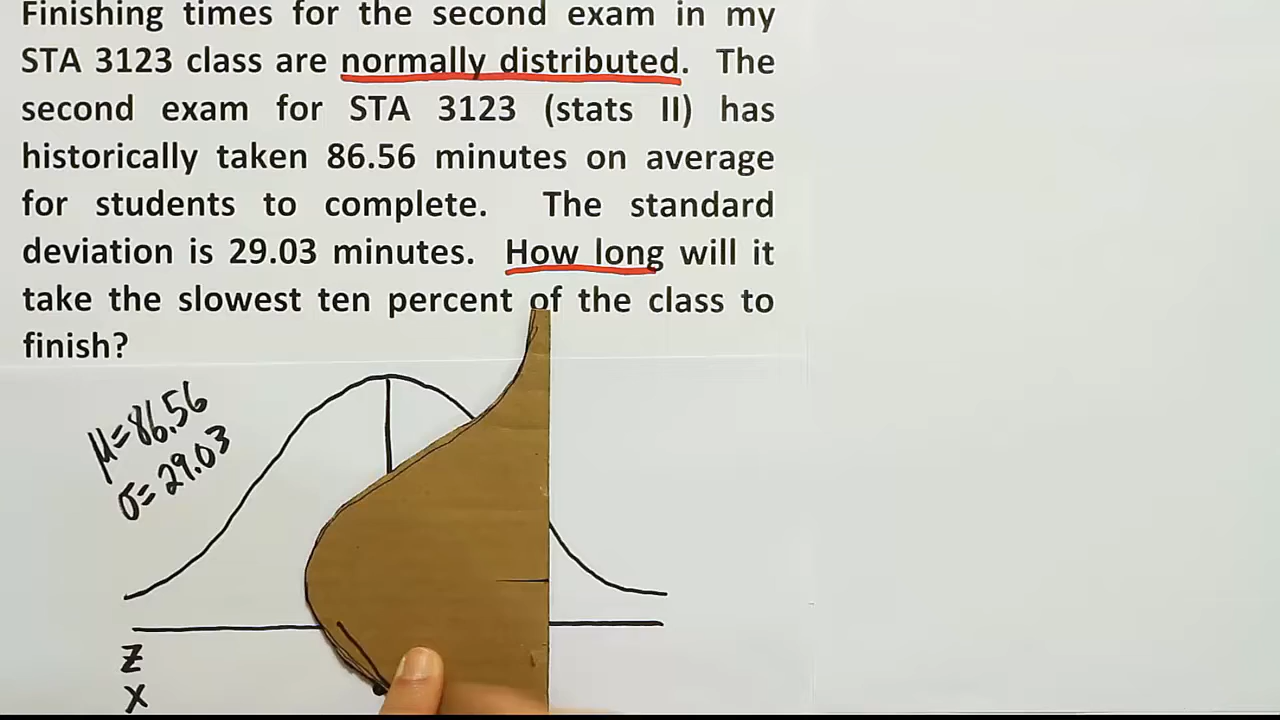 Finishing times for the second exam in my
STA 3123 class are normally distributed. The
second exam for STA 3123 (stats II) has
historically taken 86.56 minutes on average
for students to complete. The standard
deviation is 29.03 minutes. How long will it
take the slowest ten percent of the class to
finish?
μ=86.56
σ=29.03
Z
X